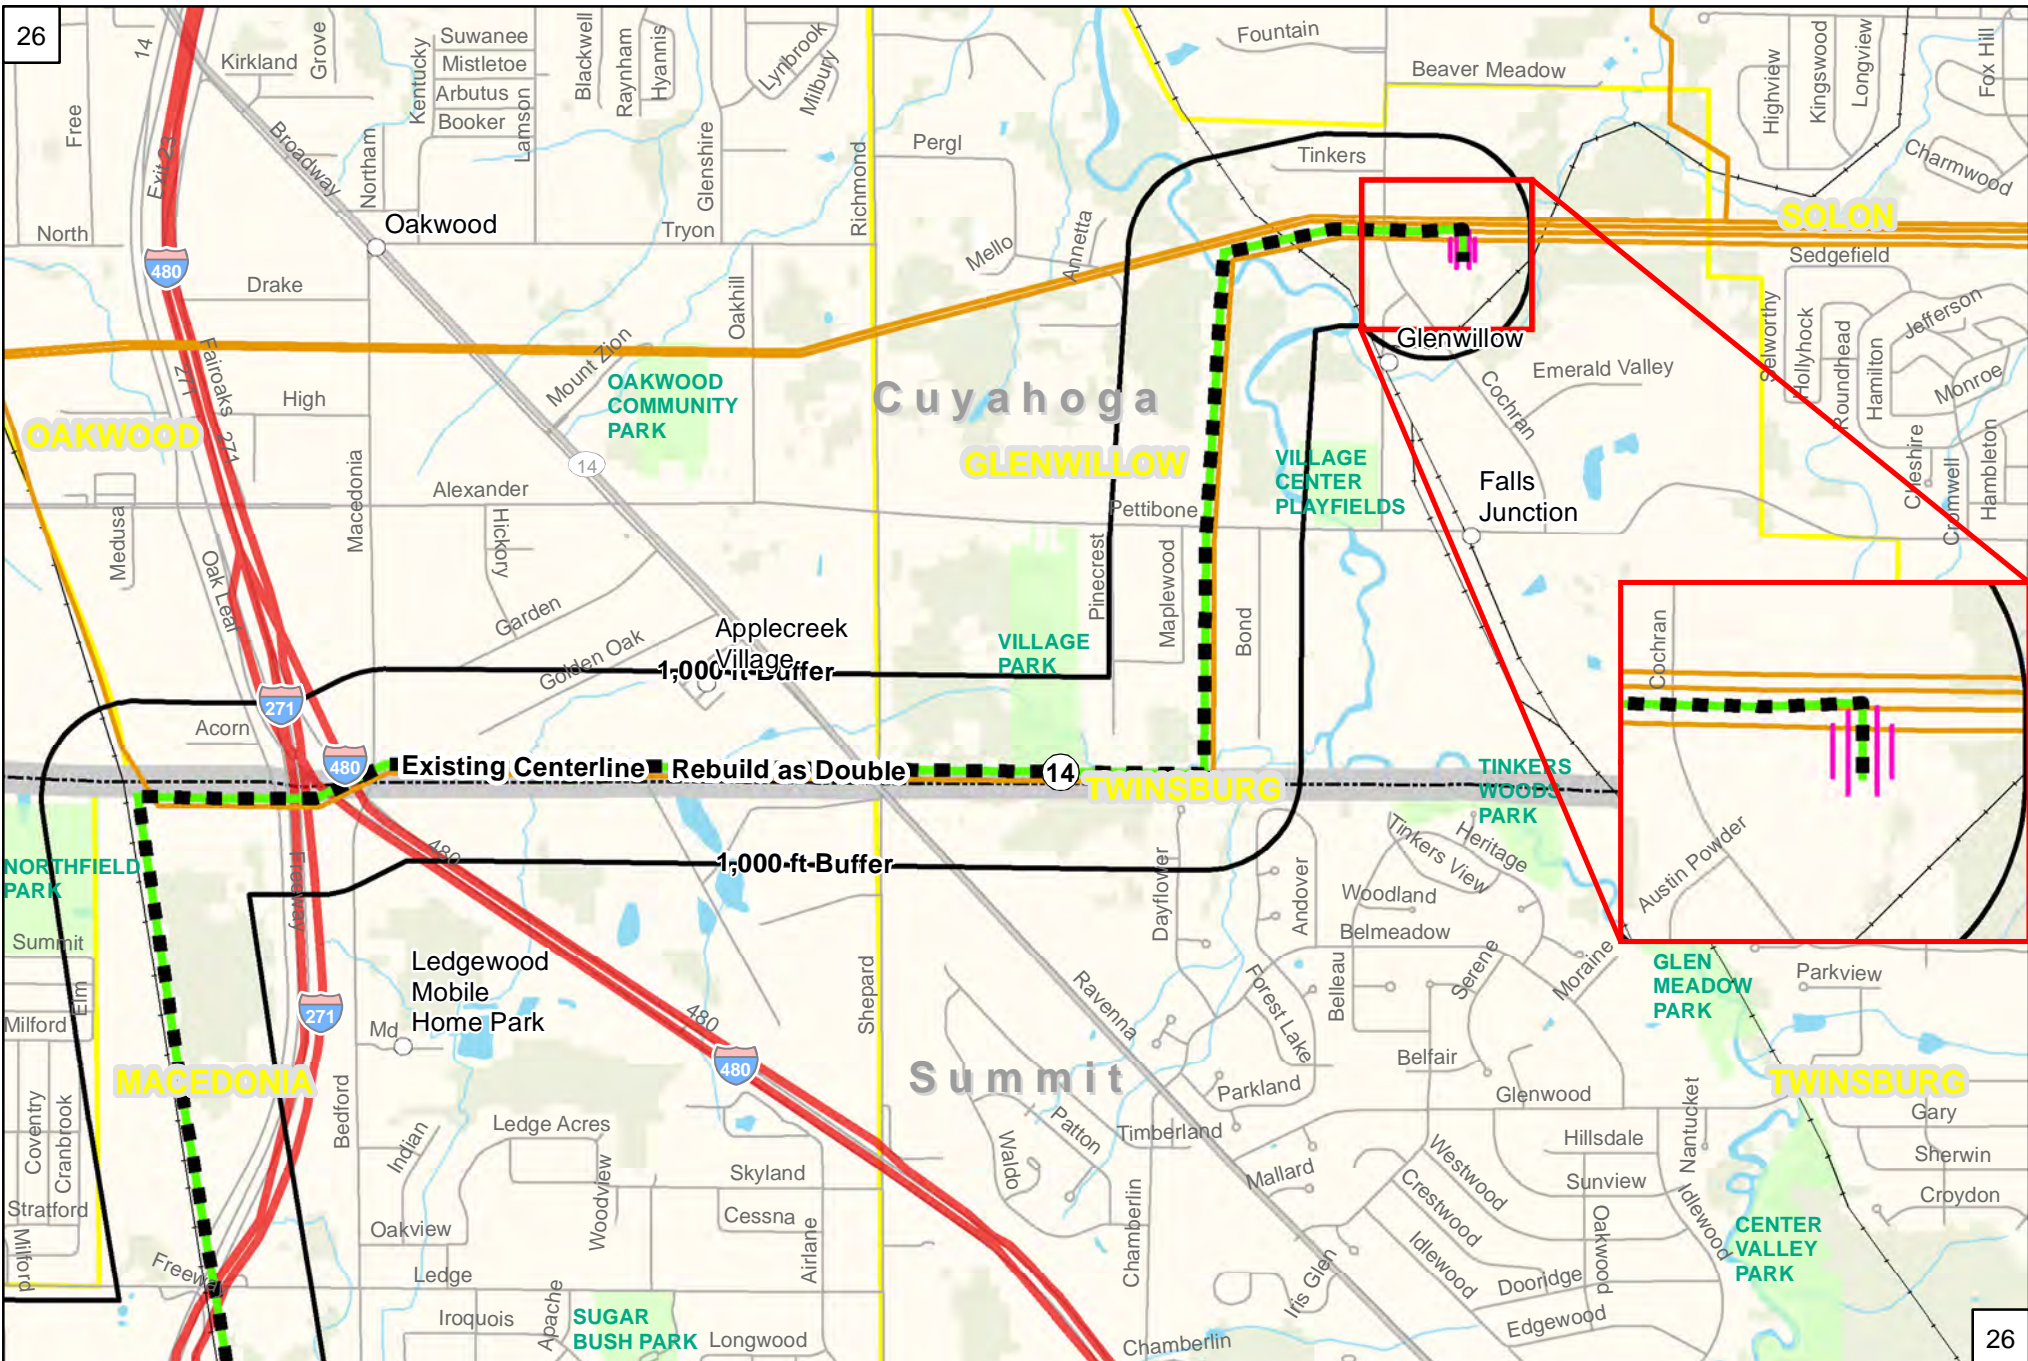 26
14
Kirkland
Grove
Kentucky
Suwanee
Mistletoe
Arbutus
Booker
Lamson
Blackwell
Raynham
Hyannis
Lynbrook
Milbury
Fountain
Beaver Meadow
Highview
Kingswood
Longview
Fox Hill
Free
Exit 23
Broadway
Northam
Glenshire
Richmond
Pergl
Tinkers
Charmwood
North
Oakwood
Tryon
Mello
Annetta
SOLON
Sedgefield
480
Drake
Oakhill
Selworthy
Hollyhock
Roundhead
Hamilton
Jefferson
Monroe
Fairoaks
271
271
High
Mount Zion
OAKWOOD
COMMUNITY
PARK
Cuyahoga
Glenwillow
Emerald Valley
Cochran
OAKWOOD
14
GLENWILLOW
VILLAGE
CENTER
PLAYFIELDS
Falls
Junction
Cheshire
Cromwell
Hambleton
Medusa
Macedonia
Alexander
Hickory
Pettibone
Oak Leaf
Garden
Golden Oak
Applecreek
Village
1,000-ft-Buffer
VILLAGE
PARK
Pinecrest
Maplewood
Bond
Cochran
271
Acorn
480
Existing Centerline Rebuild as Double
14
TWINSBURG
TINKERS
WOODS
PARK
Austin Powder
NORTHFIELD
PARK
Freeway
480
1,000-ft-Buffer
Dayflower
Andover
Tinkers View
Heritage
Woodland
Belmeadow
Summit
Elm
Milford
Ledgewood
Mobile
Home Park
Md
271
480
480
Shepard
Ravenna
Forest Lake
Belleau
Serene
Moraine
GLEN
MEADOW
PARK
Parkview
MACEDONIA
Summit
Belfair
Parkland
Glenwood
TWINSBURG
Coventry
Cranbrook
Stratford
Milford
Bedford
Indian
Ledge Acres
Woodview
Skyland
Cessna
Airlane
Oakview
Ledge
Waldo
Patton
Timberland
Chamberlin
Mallard
Westwood
Crestwood
Idlewood
Hillsdale
Sunview
Oakwood
Nantucket
Idlewood
Gary
Sherwin
Croydon
CENTER
VALLEY
PARK
Iroquois
Apache
SUGAR
BUSH PARK
Longwood
Iris Glen
Dooridge
Edgewood
Chamberlin
26